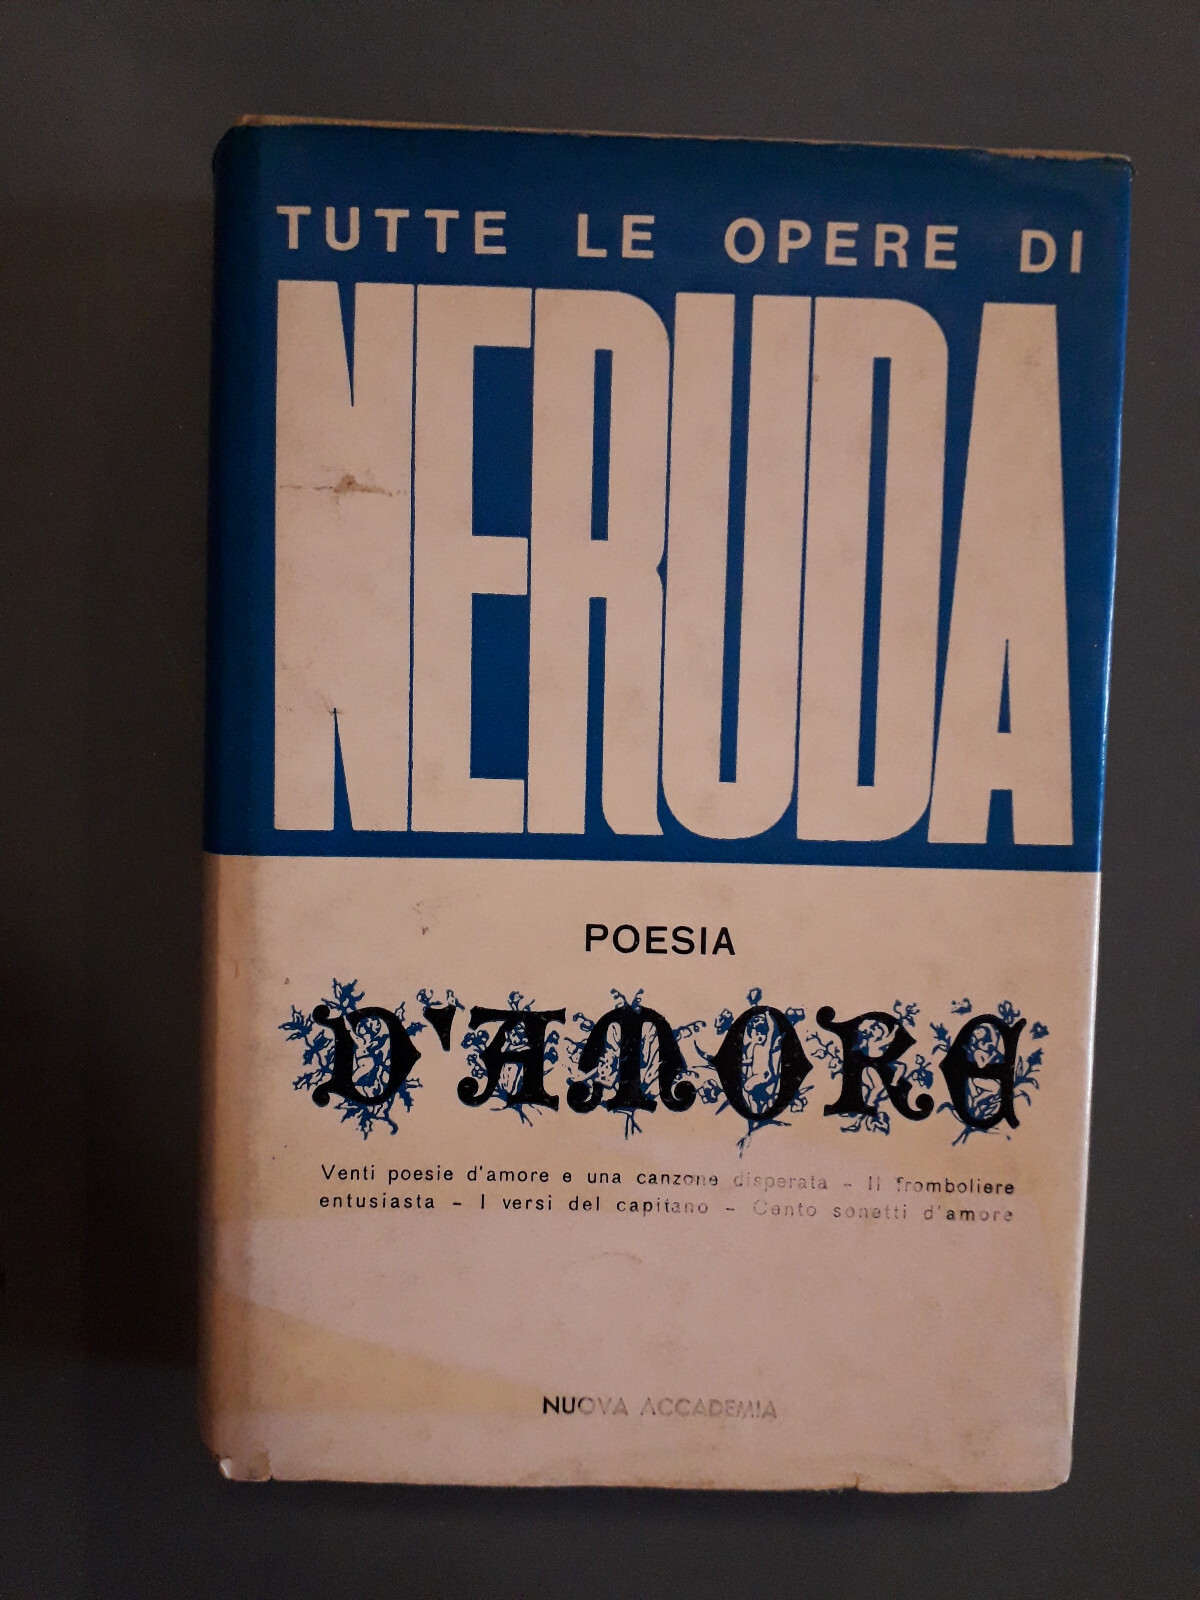 TUTTE LE OPERE DI
NERUDA
POESIA
D'AMORE
Venti poesie d'amore e una canzone disperata – Il fromboliere
entusiasta – I versi del capitano – Cento sonetti d'amore
NUOVA ACCADEMIA